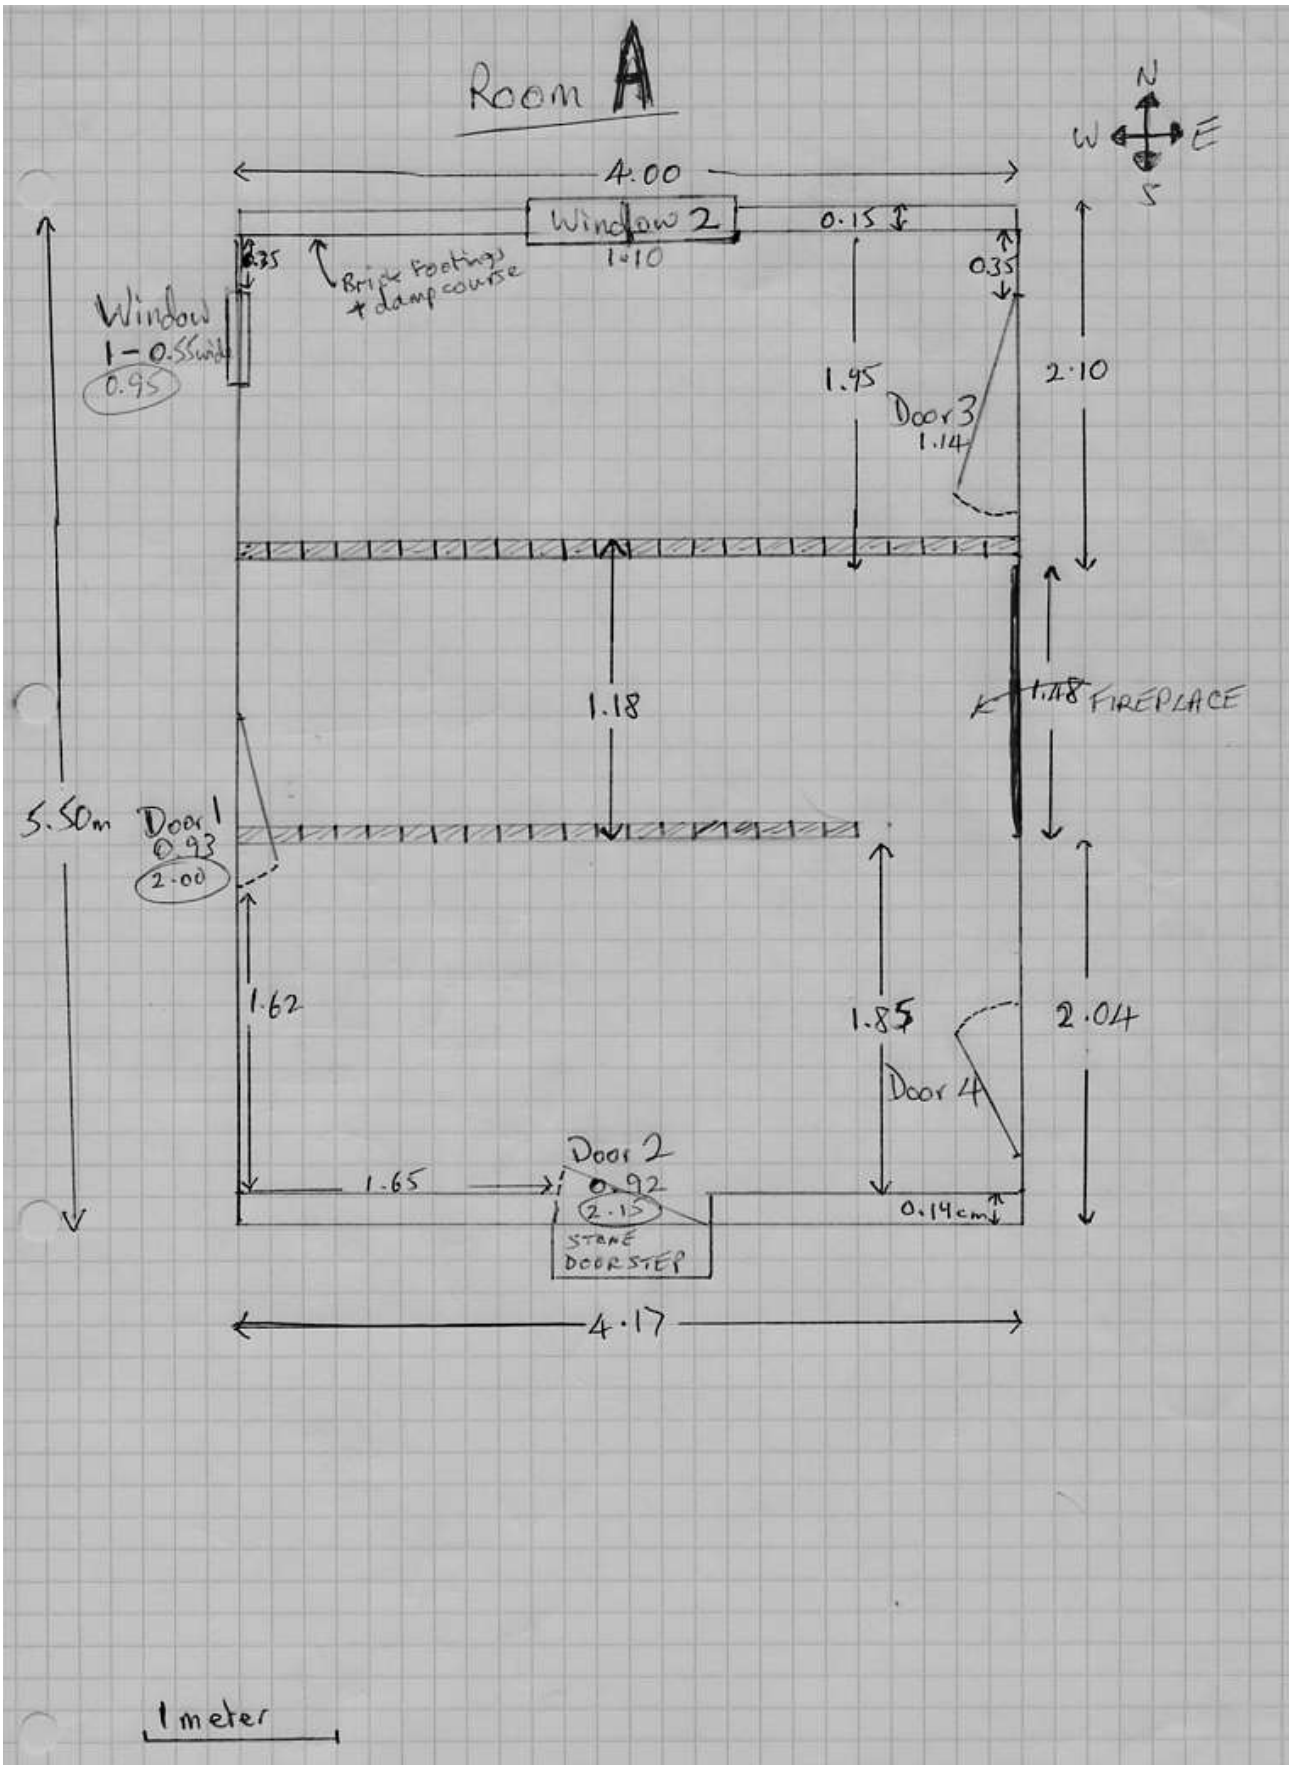 Room A
N
W E
S
4.00
Window 2
1.10
0.15
0.35
0.35
Brick Footings
+ damp course
Window
1 - 0.55 wide
0.95
1.95
2.10
Door 3
1.14
1.18
1.48 FIREPLACE
5.50m
Door 1
0.93
2.00
1.62
1.85
2.04
Door 4
1.65
Door 2
0.92
2.15
0.14cm
STONE
DOORSTEP
4.17
1 meter